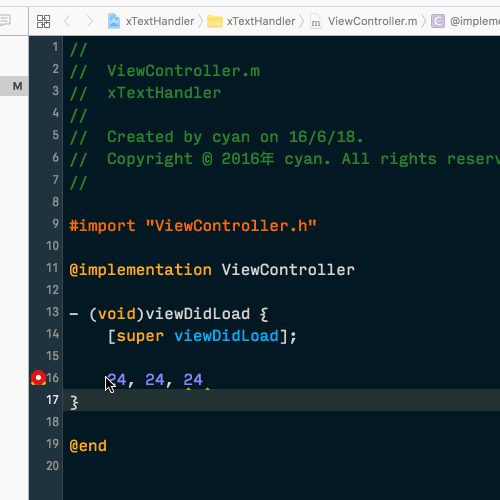 xTextHandler > xTextHandler > m ViewController.m > C @impleme
M
1 //
2 //  ViewController.m
3 //  xTextHandler
4 //
5 //  Created by cyan on 16/6/18.
6 //  Copyright © 2016年 cyan. All rights reserv
7 //
8
9 #import "ViewController.h"
10
11 @implementation ViewController
12
13 - (void)viewDidLoad {
14     [super viewDidLoad];
15
16     24, 24, 24
17 }
18
19 @end
20